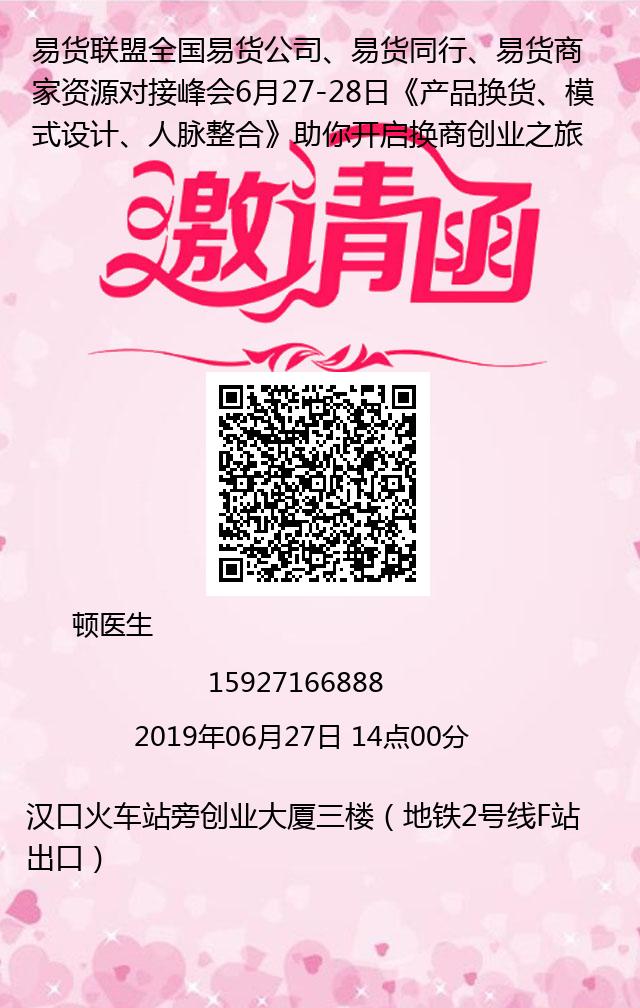 易货联盟全国易货公司、易货同行、易货商
家资源对接峰会6月27-28日《产品换货、模
式设计、人脉整合》助你开启换商创业之旅
邀请函
顿医生
15927166888
2019年06月27日 14点00分
汉口火车站旁创业大厦三楼（地铁2号线F站
出口）